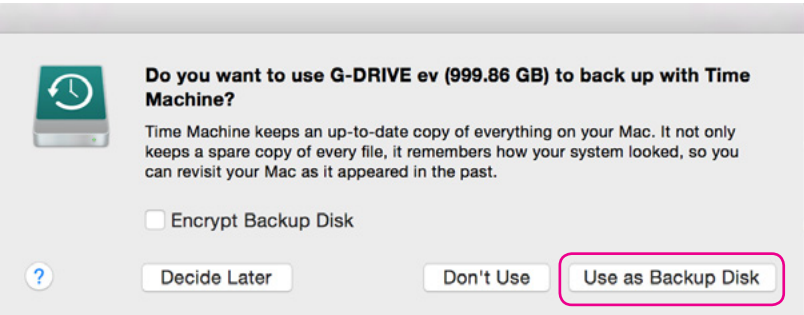 Do you want to use G-DRIVE ev (999.86 GB) to back up with Time
Machine?
Time Machine keeps an up-to-date copy of everything on your Mac. It not only
keeps a spare copy of every file, it remembers how your system looked, so you
can revisit your Mac as it appeared in the past.
Encrypt Backup Disk
? Decide Later Don't Use Use as Backup Disk